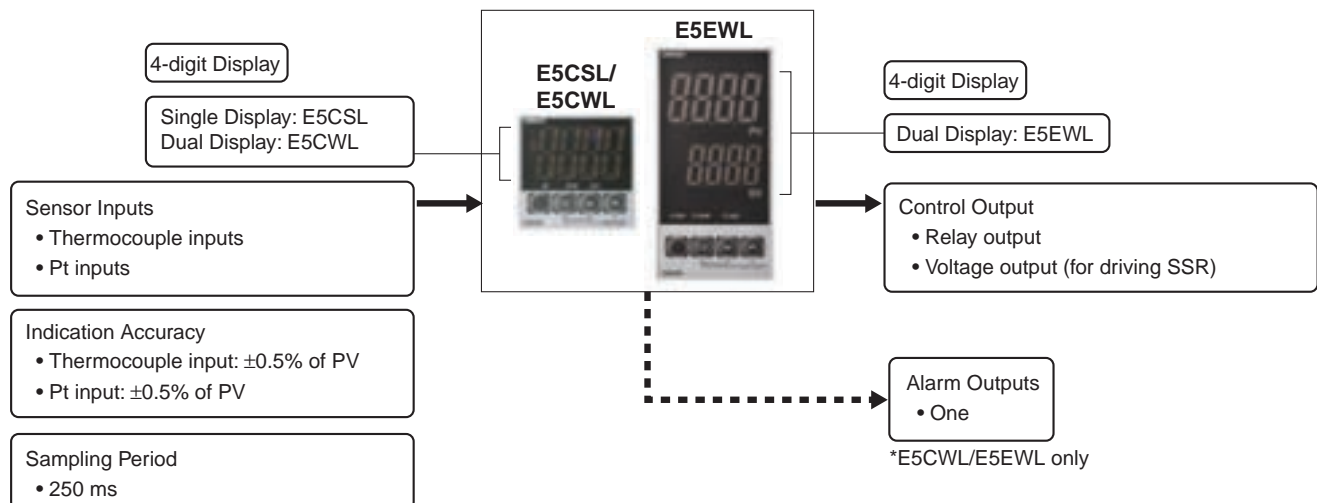 4-digit Display
Single Display: E5CSL
Dual Display: E5CWL
Sensor Inputs
• Thermocouple inputs
• Pt inputs
Indication Accuracy
• Thermocouple input: ±0.5% of PV
• Pt input: ±0.5% of PV
Sampling Period
• 250 ms
E5CSL/
E5CWL
E5EWL
4-digit Display
Dual Display: E5EWL
Control Output
• Relay output
• Voltage output (for driving SSR)
Alarm Outputs
• One
*E5CWL/E5EWL only